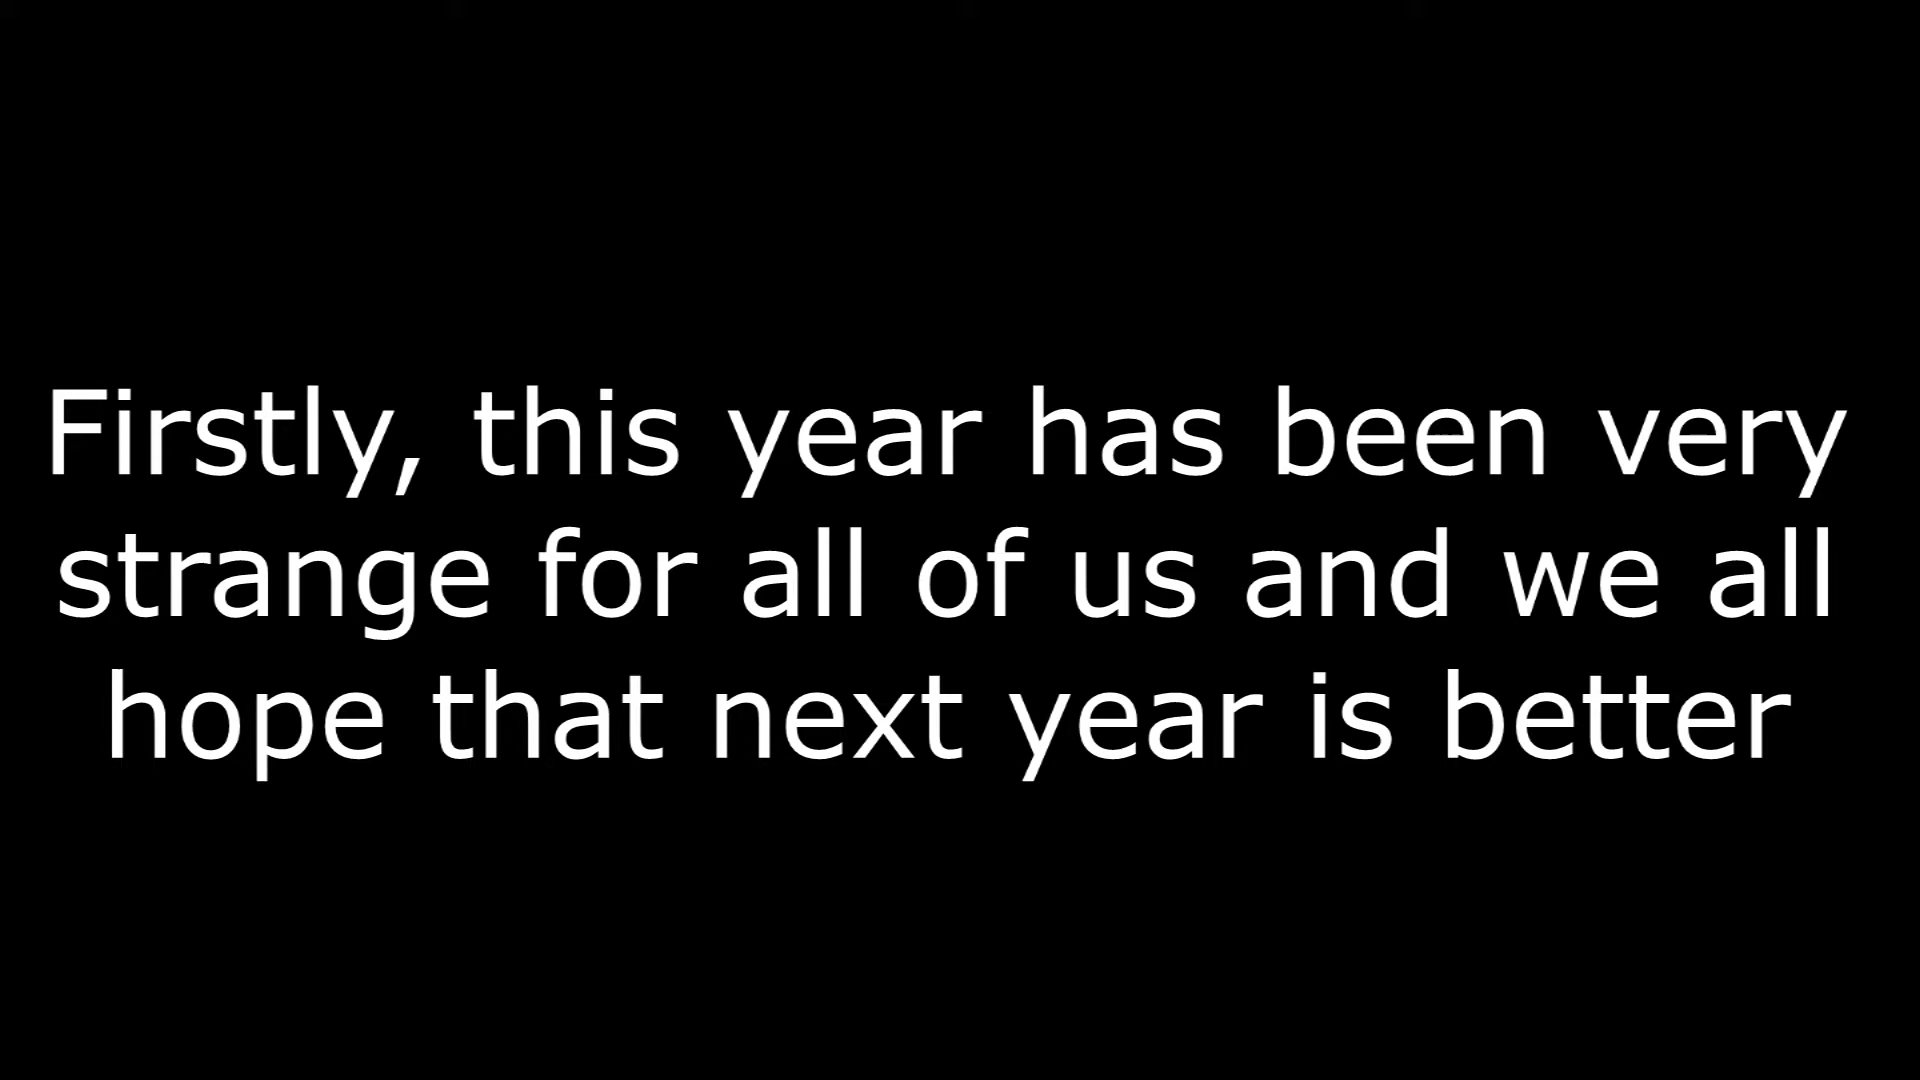 Firstly, this year has been very
strange for all of us and we all
hope that next year is better